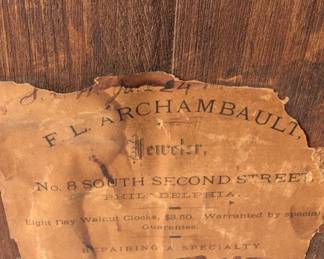 F. L. ARCHAMBAULT,
Jeweler,
No. 8 SOUTH SECOND STREET
PHILADELPHIA.
Eight Day Walnut Clocks, $3.50. Warranted by special
Guarantee.
REPAIRING A SPECIALTY.